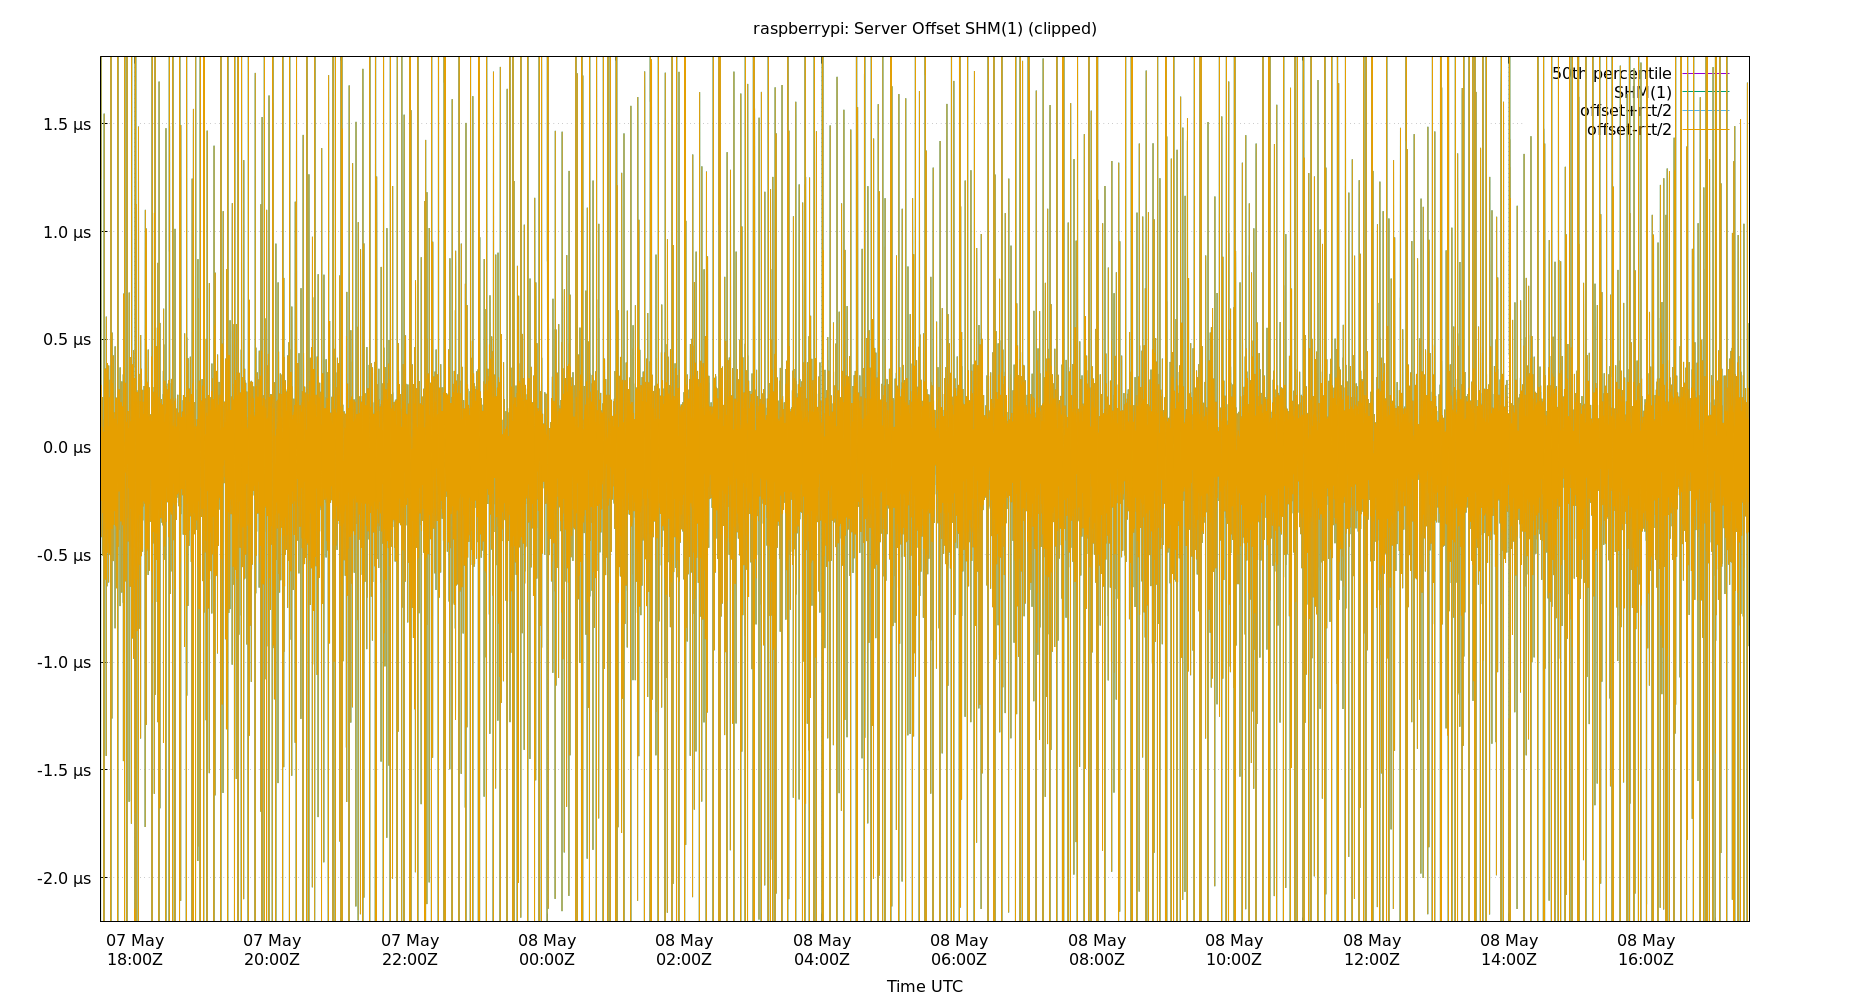 raspberrypi: Server Offset SHM(1) (clipped)
50th percentile
SHM(1)
offset+rtt/2
offset-rtt/2
1.5 µs
1.0 µs
0.5 µs
0.0 µs
-0.5 µs
-1.0 µs
-1.5 µs
-2.0 µs
07 May 07 May 07 May 08 May 08 May 08 May 08 May 08 May 08 May 08 May 08 May 08 May
18:00Z 20:00Z 22:00Z 00:00Z 02:00Z 04:00Z 06:00Z 08:00Z 10:00Z 12:00Z 14:00Z 16:00Z
Time UTC